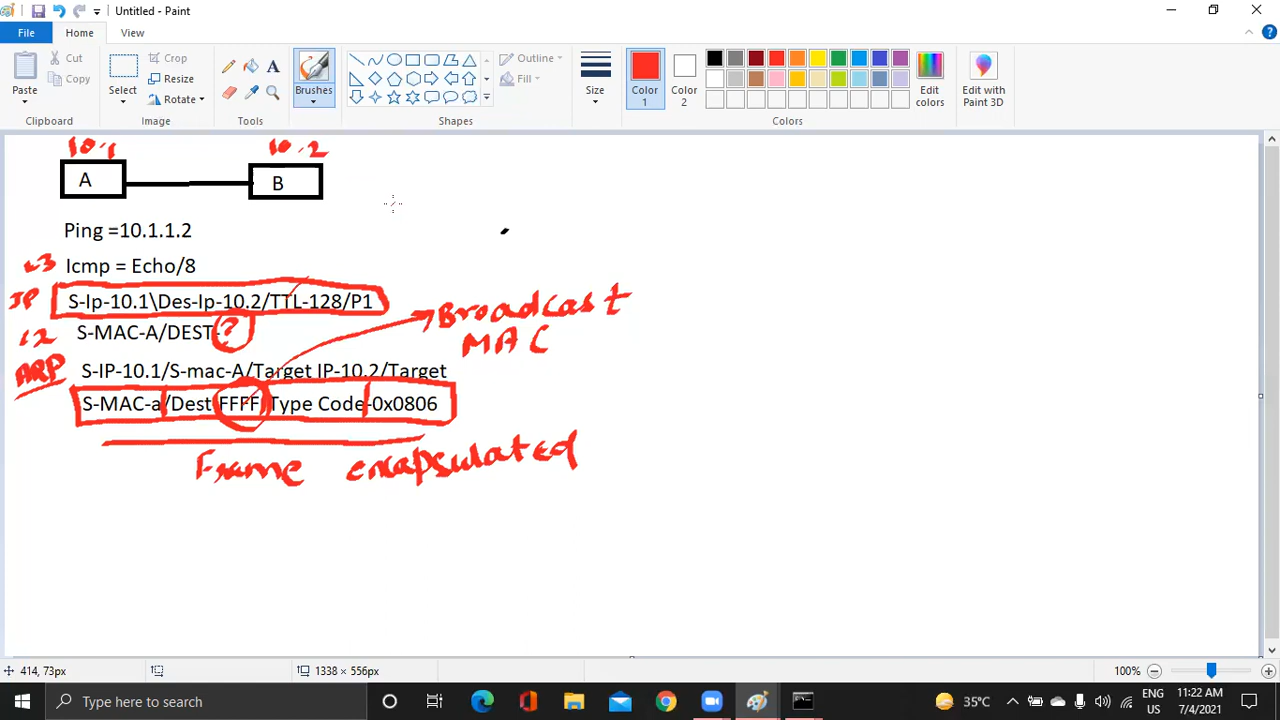 Untitled - Paint
File Home View
Paste
Cut
Copy
Clipboard
Select
Crop
Resize
Rotate
Image
Tools
Brushes
Outline
Fill
Shapes
Size
Color 1
Color 2
Edit colors
Edit with Paint 3D
Colors
10.1 10.2
A B
Ping =10.1.1.2
L3 Icmp = Echo/8
IP S-Ip-10.1\Des-Ip-10.2/TTL-128/P1
L2 S-MAC-A/DEST-?
Broadcast
MAC
ARP S-IP-10.1/S-mac-A/Target IP-10.2/Target
S-MAC-a/Dest FFFF Type Code-0x0806
Frame encapsulated
414, 73px
1338 × 556px
100%
Type here to search
35°C
ENG
US
11:22 AM
7/4/2021